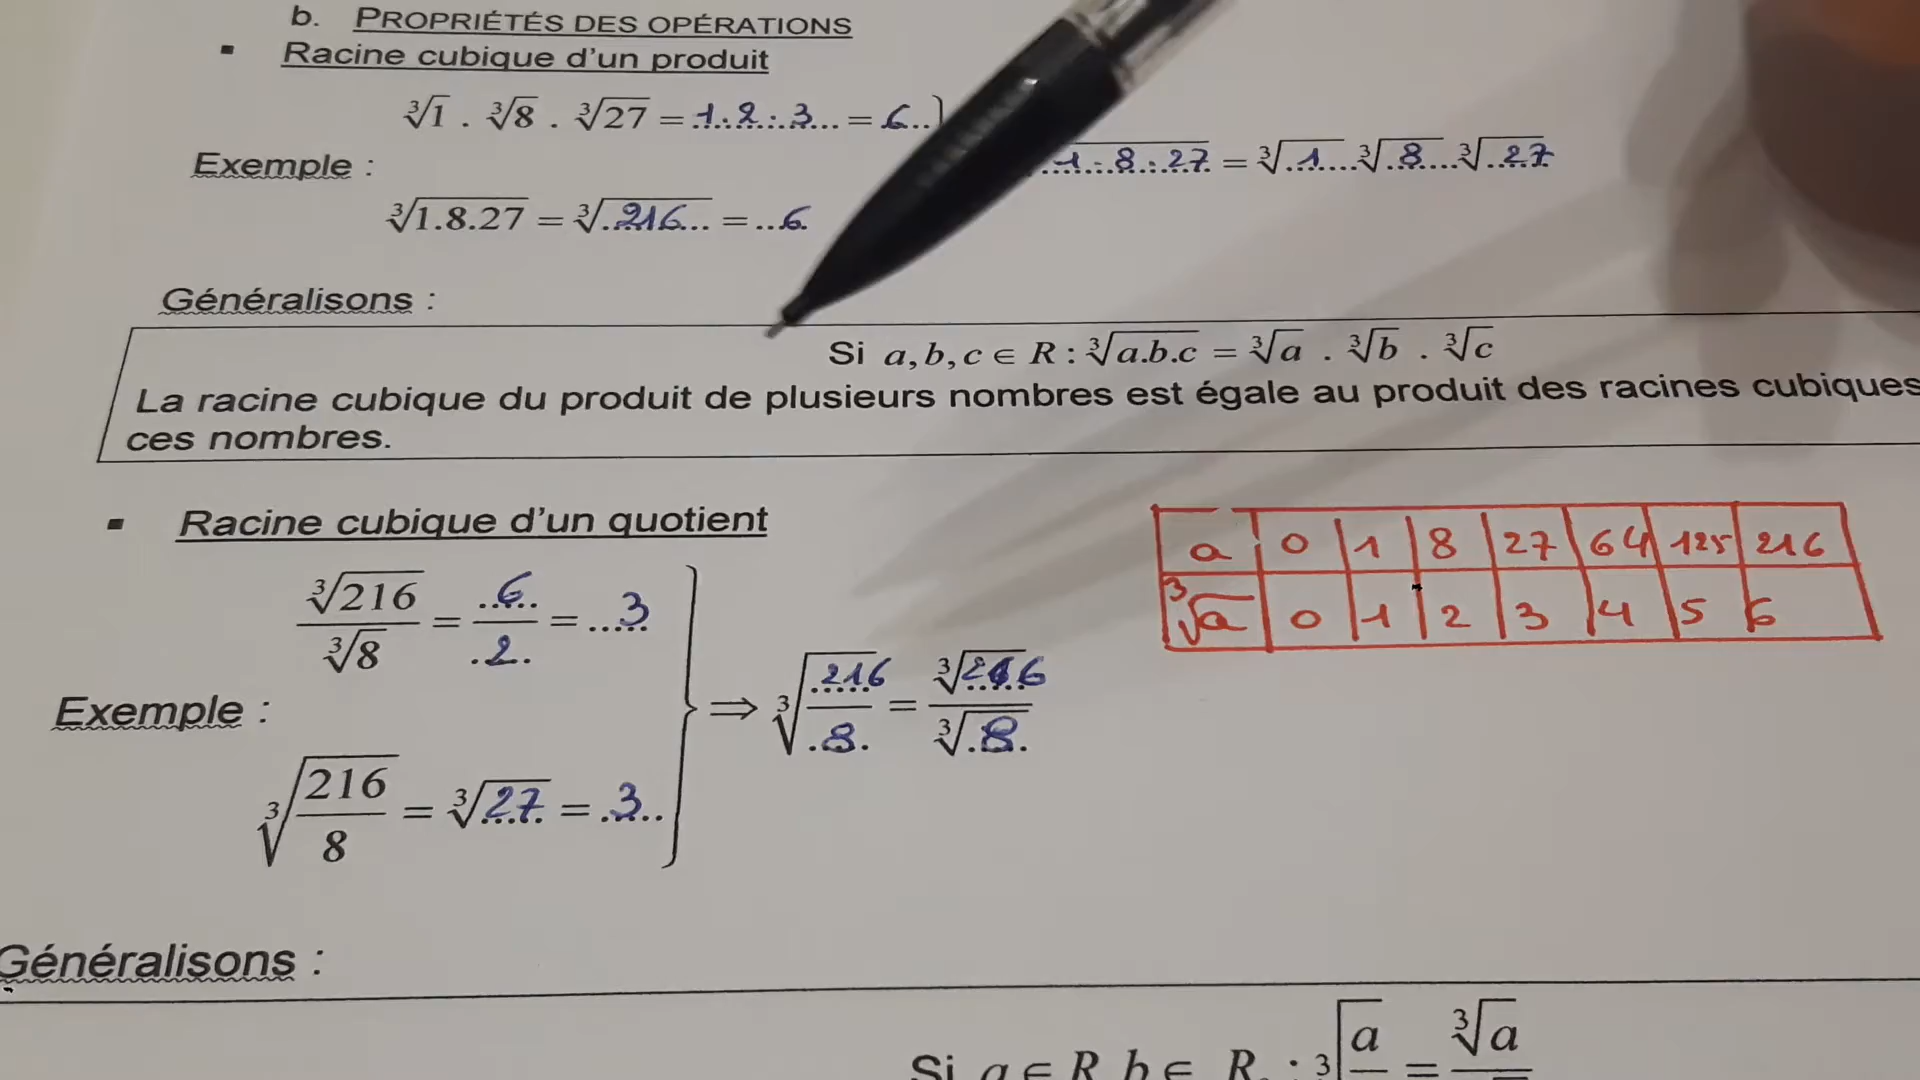 b. PROPRIÉTÉS DES OPÉRATIONS
▪ Racine cubique d'un produit
∛1 . ∛8 . ∛27 = 1.2.3 = 6
Exemple :
1.8.27 = ∛1 ∛8 ∛27
∛1.8.27 = ∛216 = 6
Généralisons :
Si a, b, c ∈ R : ∛a.b.c = ∛a . ∛b . ∛c
La racine cubique du produit de plusieurs nombres est égale au produit des racines cubiques
ces nombres.
▪ Racine cubique d'un quotient
a 0 1 8 27 64 125 216
∛a 0 1 2 3 4 5 6
∛216 / ∛8 = 6 / 2 = 3
Exemple :
⇒ ∛(216 / 8) = ∛216 / ∛8
∛(216 / 8) = ∛27 = 3
Généralisons :
Si a ∈ R b ∈ R : ∛a = ∛a